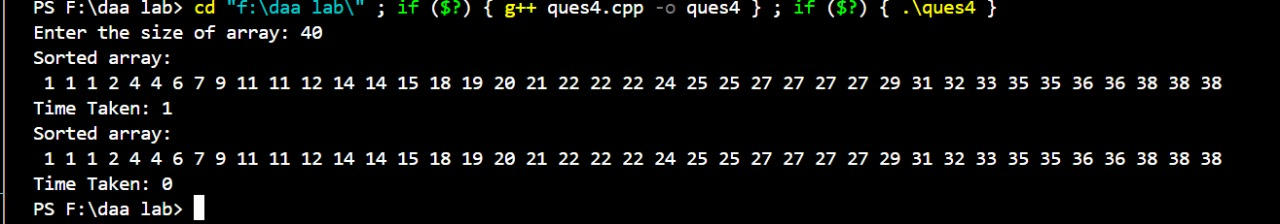 PS F:\daa lab> cd "f:\daa lab\" ; if ($?) { g++ ques4.cpp -o ques4 } ; if ($?) { .\ques4 }
Enter the size of array: 40
Sorted array:
1 1 1 2 4 4 6 7 9 11 11 12 14 14 15 18 19 20 21 22 22 22 24 25 25 27 27 27 27 29 31 32 33 35 35 36 36 38 38 38
Time Taken: 1
Sorted array:
1 1 1 2 4 4 6 7 9 11 11 12 14 14 15 18 19 20 21 22 22 22 24 25 25 27 27 27 27 29 31 32 33 35 35 36 36 38 38 38
Time Taken: 0
PS F:\daa lab>